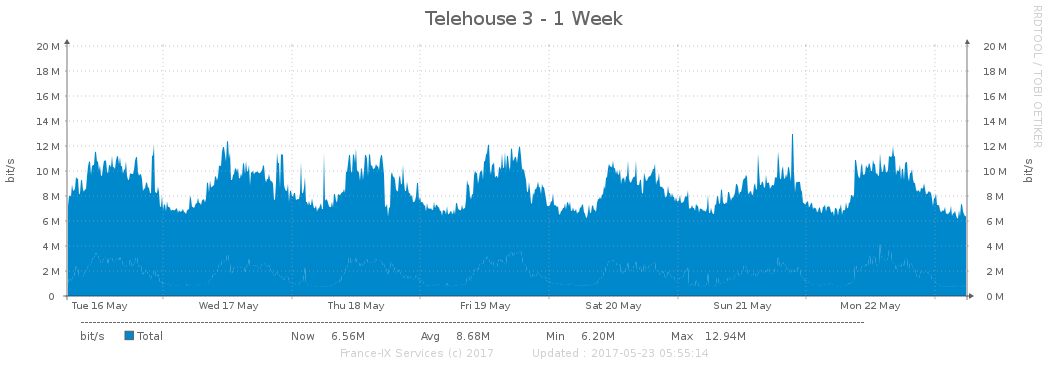 Telehouse 3 - 1 Week
RRDTOOL / TOBI OETIKER
bit/s
20 M
18 M
16 M
14 M
12 M
10 M
8 M
6 M
4 M
2 M
0
20 M
18 M
16 M
14 M
12 M
10 M
8 M
6 M
4 M
2 M
0 M
bit/s
Tue 16 May Wed 17 May Thu 18 May Fri 19 May Sat 20 May Sun 21 May Mon 22 May
bit/s Total Now 6.56M Avg 8.68M Min 6.20M Max 12.94M
France-IX Services (c) 2017 Updated : 2017-05-23 05:55:14